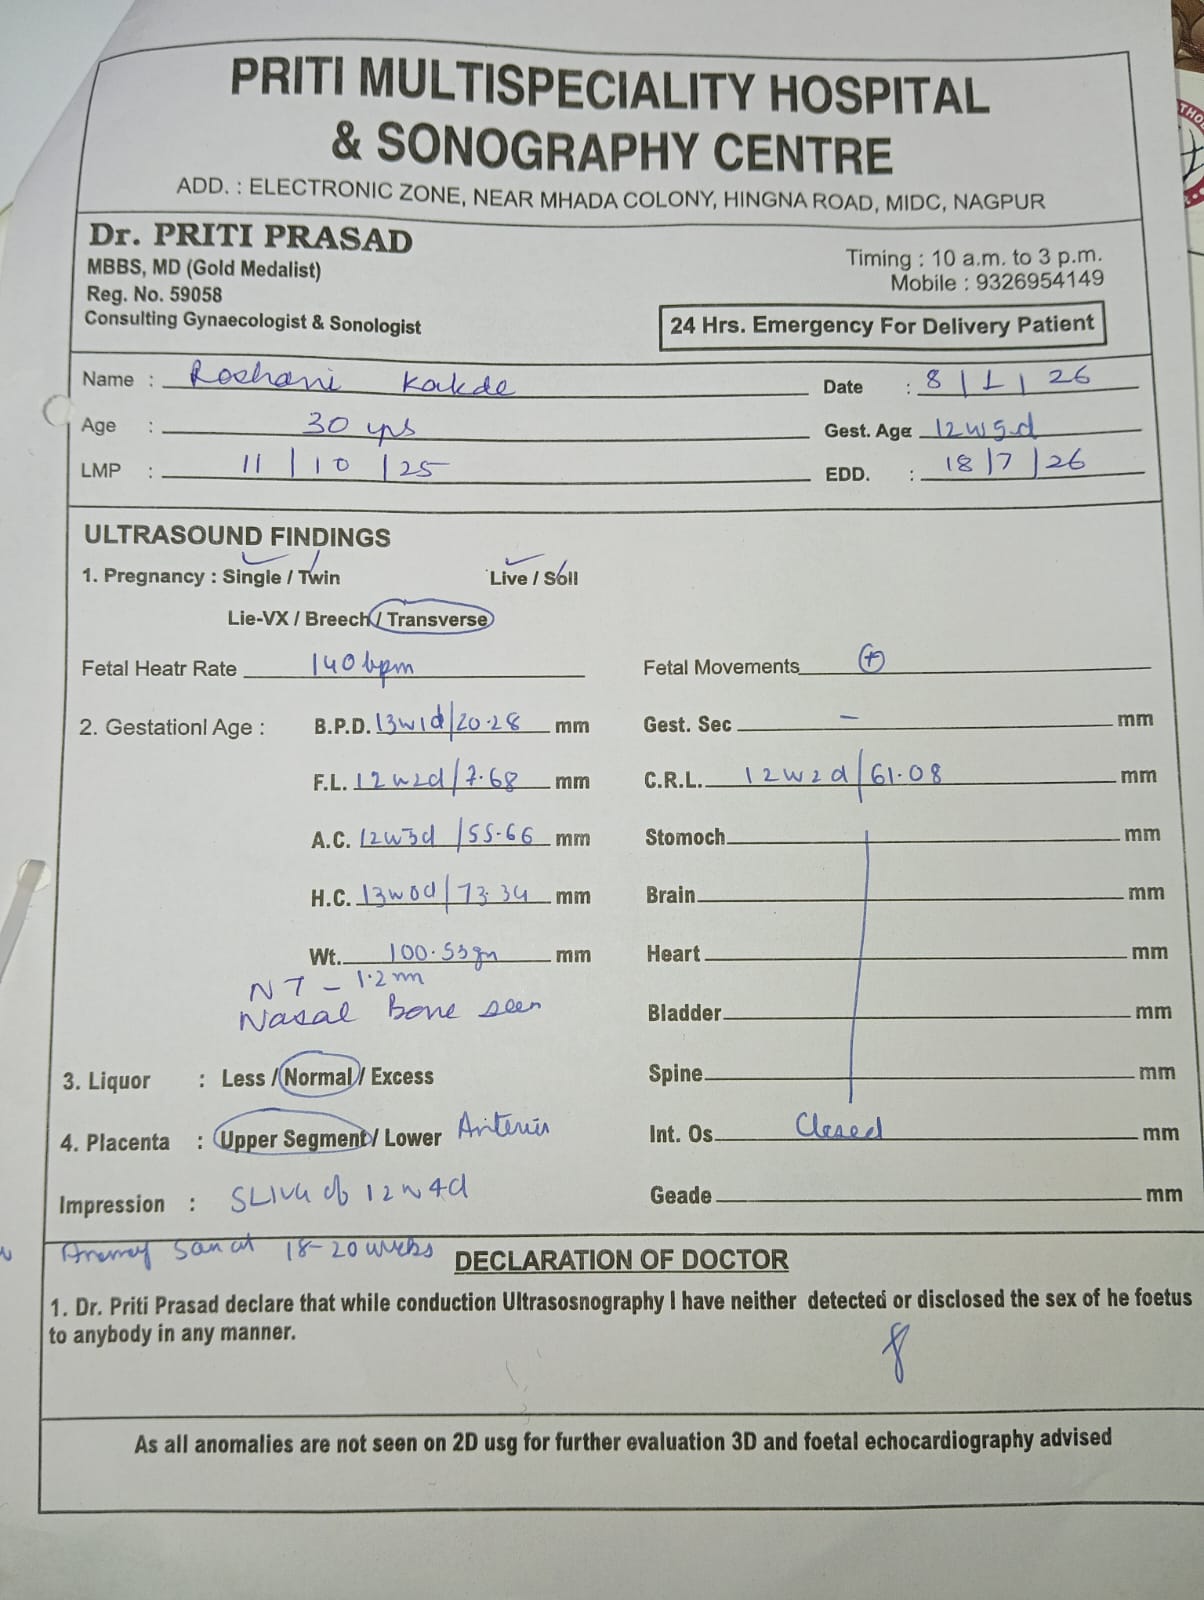 PRITI MULTISPECIALITY HOSPITAL
& SONOGRAPHY CENTRE
ADD. : ELECTRONIC ZONE, NEAR MHADA COLONY, HINGNA ROAD, MIDC, NAGPUR
Dr. PRITI PRASAD
MBBS, MD (Gold Medalist)
Reg. No. 59058
Consulting Gynaecologist & Sonologist
Timing : 10 a.m. to 3 p.m.
Mobile : 9326954149
24 Hrs. Emergency For Delivery Patient
Name : Roshani Kakde
Date : 8 | 1 | 26
Age : 30 yrs
Gest. Age 12w5d
LMP : 11 | 10 | 25
EDD. : 18 | 7 | 26
ULTRASOUND FINDINGS
1. Pregnancy : Single / Twin Live / Soll
Lie-VX / Breech / Transverse
Fetal Heatr Rate 140 bpm Fetal Movements +
2. Gestationl Age : B.P.D. 13w1d/20.28 mm Gest. Sec – mm
F.L. 12w2d/7.68 mm C.R.L. 12w2d/61.08 mm
A.C. 12w3d/55.66 mm Stomoch mm
H.C. 13w0d/73.34 mm Brain mm
Wt. 100.53gm mm Heart mm
NT – 1.2mm
Nasal bone seen
Bladder mm
3. Liquor : Less / Normal / Excess Spine mm
4. Placenta : Upper Segment / Lower Anterior Int. Os. Closed mm
Impression : SLIUG of 12w4d Geade mm
18-20 weeks
DECLARATION OF DOCTOR
1. Dr. Priti Prasad declare that while conduction Ultrasosnography I have neither detected or disclosed the sex of he foetus
to anybody in any manner.
As all anomalies are not seen on 2D usg for further evaluation 3D and foetal echocardiography advised